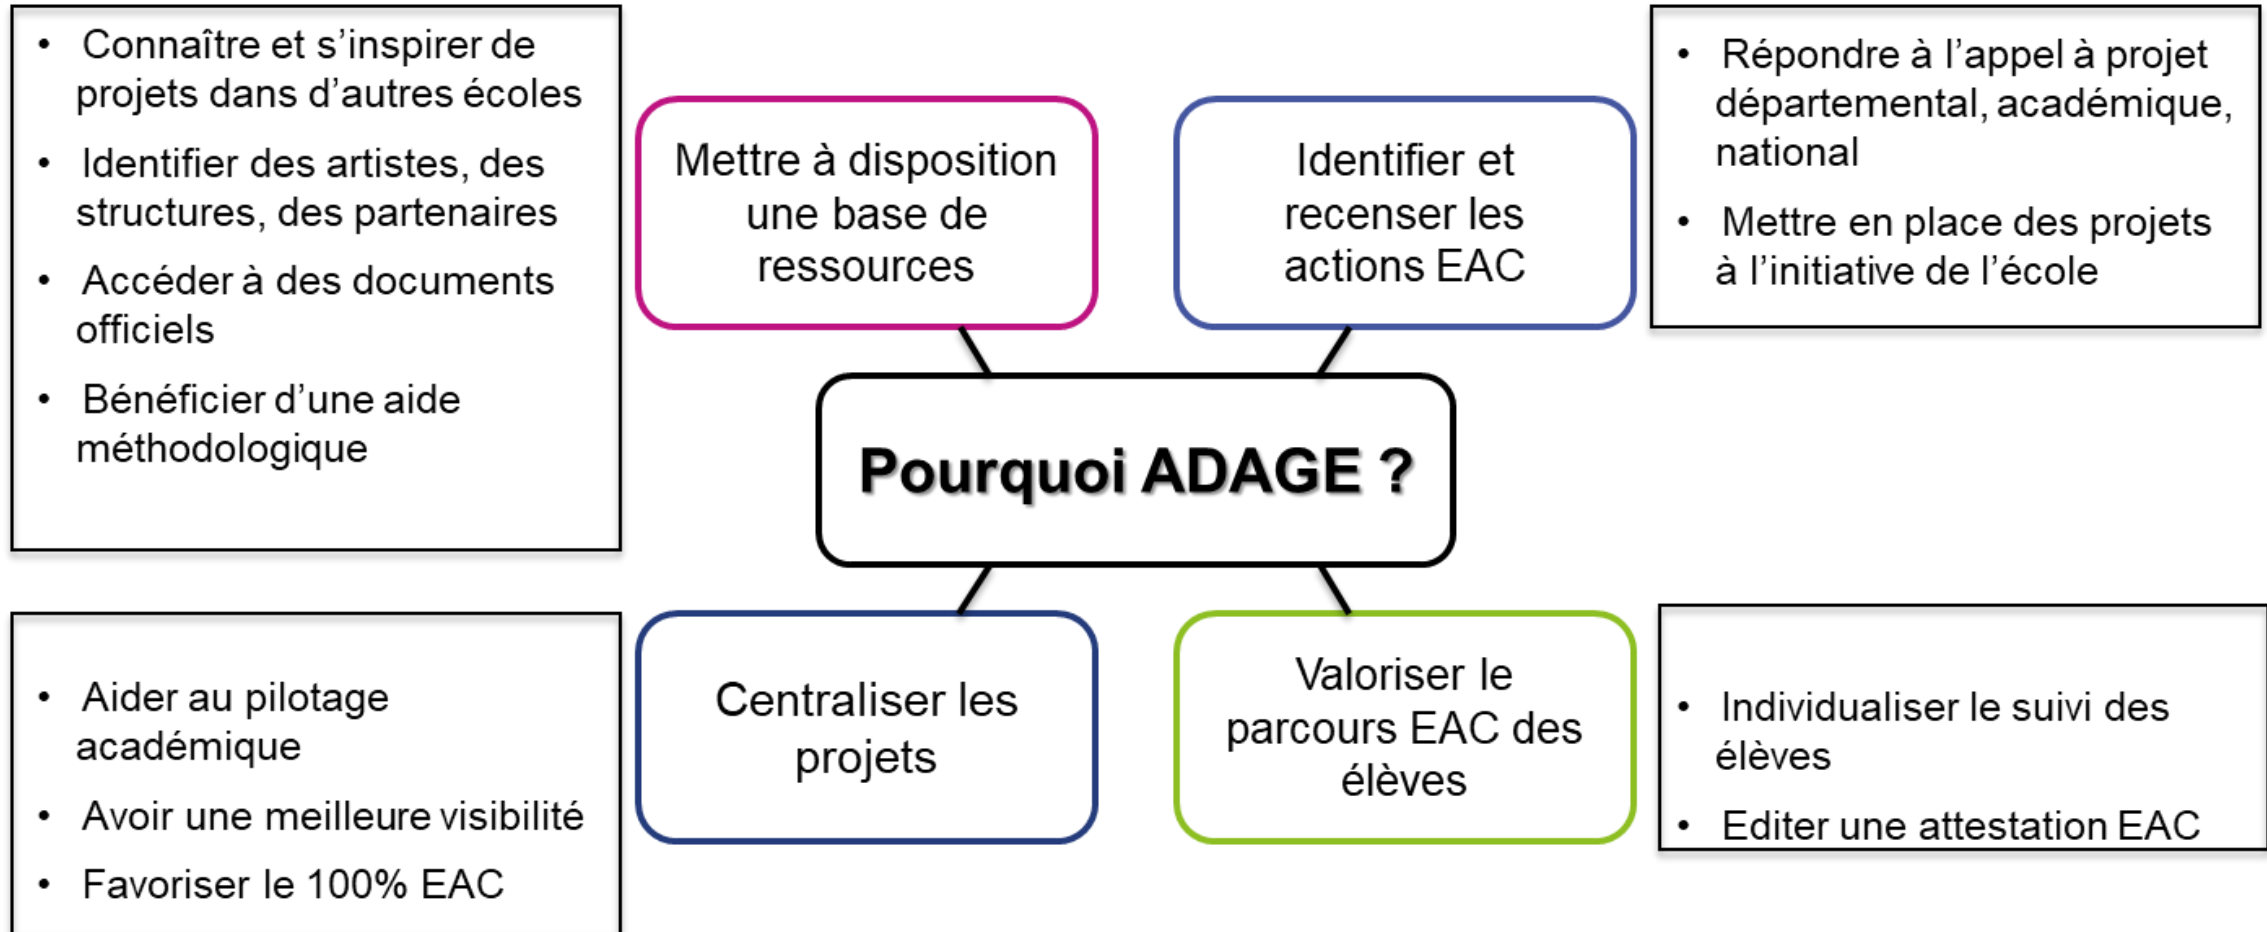 • Connaître et s’inspirer de
projets dans d’autres écoles
• Identifier des artistes, des
structures, des partenaires
• Accéder à des documents
officiels
• Bénéficier d’une aide
méthodologique
Mettre à disposition
une base de
ressources
Identifier et
recenser les
actions EAC
• Répondre à l’appel à projet
départemental, académique,
national
• Mettre en place des projets
à l’initiative de l’école
Pourquoi ADAGE ?
• Aider au pilotage
académique
• Avoir une meilleure visibilité
• Favoriser le 100% EAC
Centraliser les
projets
Valoriser le
parcours EAC des
élèves
• Individualiser le suivi des
élèves
• Editer une attestation EAC